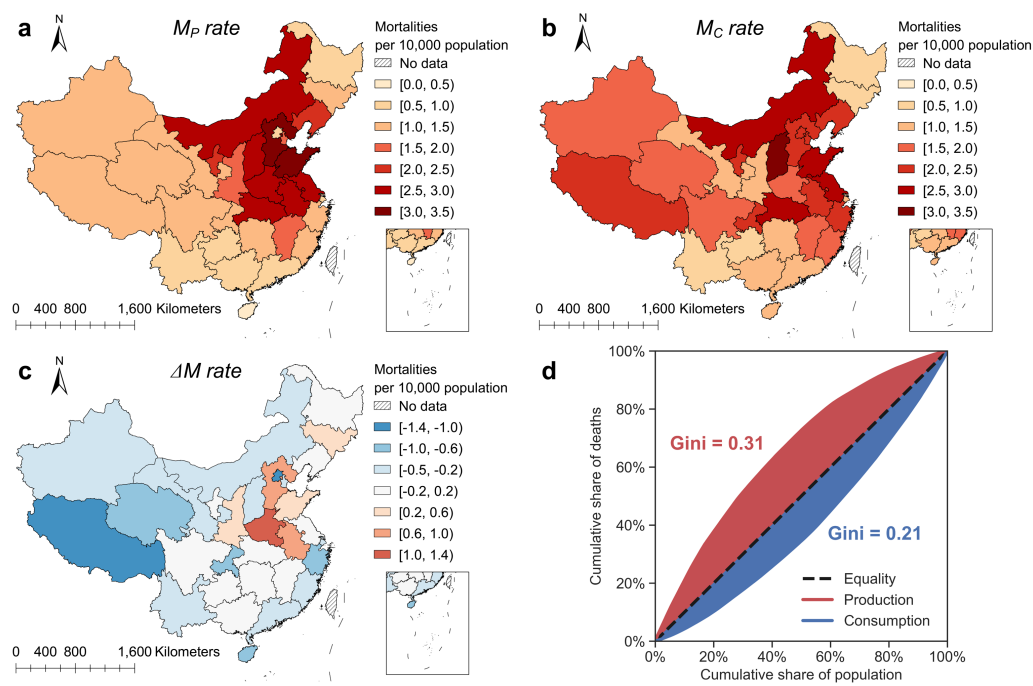 a
N
M_P rate
Mortalities
per 10,000 population
No data
[0.0, 0.5)
[0.5, 1.0)
[1.0, 1.5)
[1.5, 2.0)
[2.0, 2.5)
[2.5, 3.0)
[3.0, 3.5)
0 400 800 1,600 Kilometers
b
N
M_C rate
Mortalities
per 10,000 population
No data
[0.0, 0.5)
[0.5, 1.0)
[1.0, 1.5)
[1.5, 2.0)
[2.0, 2.5)
[2.5, 3.0)
[3.0, 3.5)
0 400 800 1,600 Kilometers
c
N
ΔM rate
Mortalities
per 10,000 population
No data
[-1.4, -1.0)
[-1.0, -0.6)
[-0.5, -0.2)
[-0.2, 0.2)
[0.2, 0.6)
[0.6, 1.0)
[1.0, 1.4)
0 400 800 1,600 Kilometers
d
100%
80%
60%
40%
20%
0%
Cumulative share of deaths
Gini = 0.31
Gini = 0.21
Equality
Production
Consumption
0% 20% 40% 60% 80% 100%
Cumulative share of population